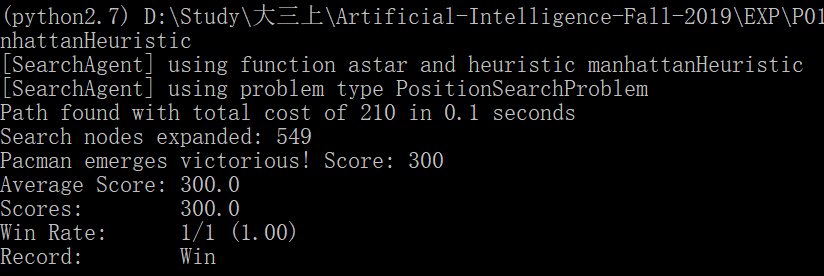 (python2.7) D:\Study\大三上\Artificial-Intelligence-Fall-2019\EXP\P01
nhattanHeuristic
[SearchAgent] using function astar and heuristic manhattanHeuristic
[SearchAgent] using problem type PositionSearchProblem
Path found with total cost of 210 in 0.1 seconds
Search nodes expanded: 549
Pacman emerges victorious! Score: 300
Average Score: 300.0
Scores:        300.0
Win Rate:      1/1 (1.00)
Record:        Win